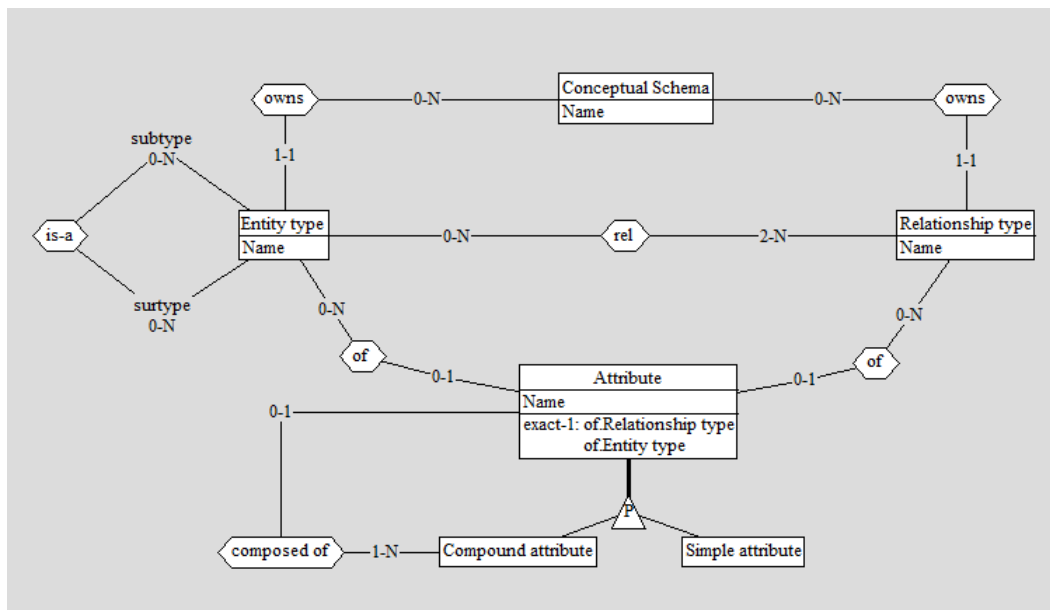 owns
0-N
Conceptual Schema
Name
0-N
owns
subtype
0-N
1-1
1-1
is-a
Entity type
Name
0-N
rel
2-N
Relationship type
Name
surtype
0-N
0-N
0-N
of
0-1
Attribute
Name
exact-1: of.Relationship type
of.Entity type
0-1
of
0-1
P
composed of
1-N
Compound attribute
Simple attribute